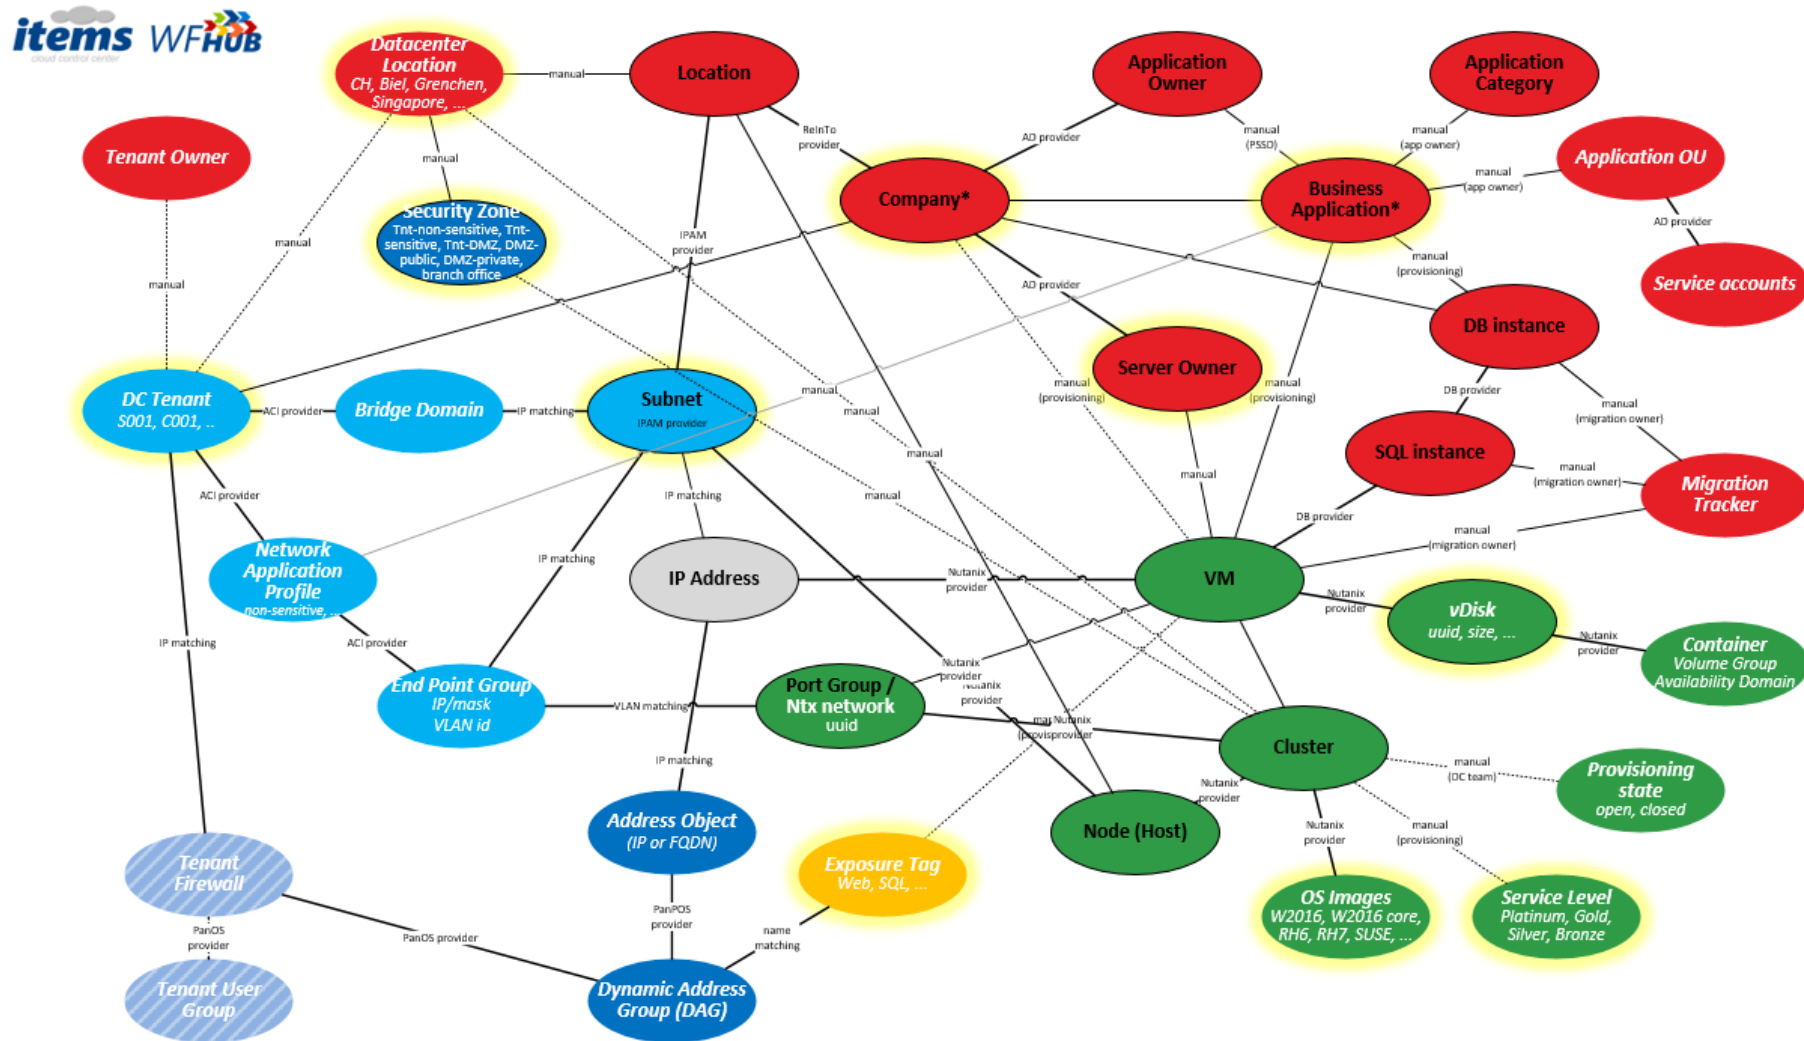 items
cloud control center
WFHUB
Datacenter
Location
CH, Biel, Grenchen,
Singapore, ...
manual
Location
Application
Owner
Application
Category
Tenant Owner
manual
ReInTo
provider
AD provider
manual
(PSSO)
manual
(app owner)
Application OU
manual
(app owner)
Company*
Business
Application*
Security Zone
Tnt-non-sensitive, Tnt-
sensitive, Tnt-DMZ, DMZ-
public, DMZ-private,
branch office
manual
IPAM
provider
AD provider
manual
(provisioning)
AD provider
Service accounts
manual
DB instance
Server Owner
DC Tenant
S001, C001, ..
ACI provider
Bridge Domain
IP matching
Subnet
IPAM provider
manual
manual
manual
(provisioning)
manual
(provisioning)
DB provider
manual
(migration owner)
manual
SQL instance
manual
manual
(migration owner)
Migration
Tracker
ACI provider
IP matching
manual
DB provider
manual
(migration owner)
Network
Application
Profile
non-sensitive, ...
IP matching
IP Address
Nutanix
provider
VM
Nutanix
provider
vDisk
uuid, size, ...
Nutanix
provider
Container
Volume Group
Availability Domain
IP matching
ACI provider
End Point Group
IP/mask
VLAN id
VLAN matching
Port Group /
Ntx network
uuid
Nutanix
provider
Nutanix
provider
Nutanix
provider
Cluster
manual
(DC team)
Provisioning
state
open, closed
IP matching
Nutanix
provider
Address Object
(IP or FQDN)
Node (Host)
Nutanix
provider
manual
(provisioning)
Tenant
Firewall
Exposure Tag
Web, SQL, ...
OS Images
W2016, W2016 core,
RH6, RH7, SUSE, ...
Service Level
Platinum, Gold,
Silver, Bronze
PanOS
provider
PanOS provider
PanPOS
provider
name
matching
Tenant User
Group
Dynamic Address
Group (DAG)